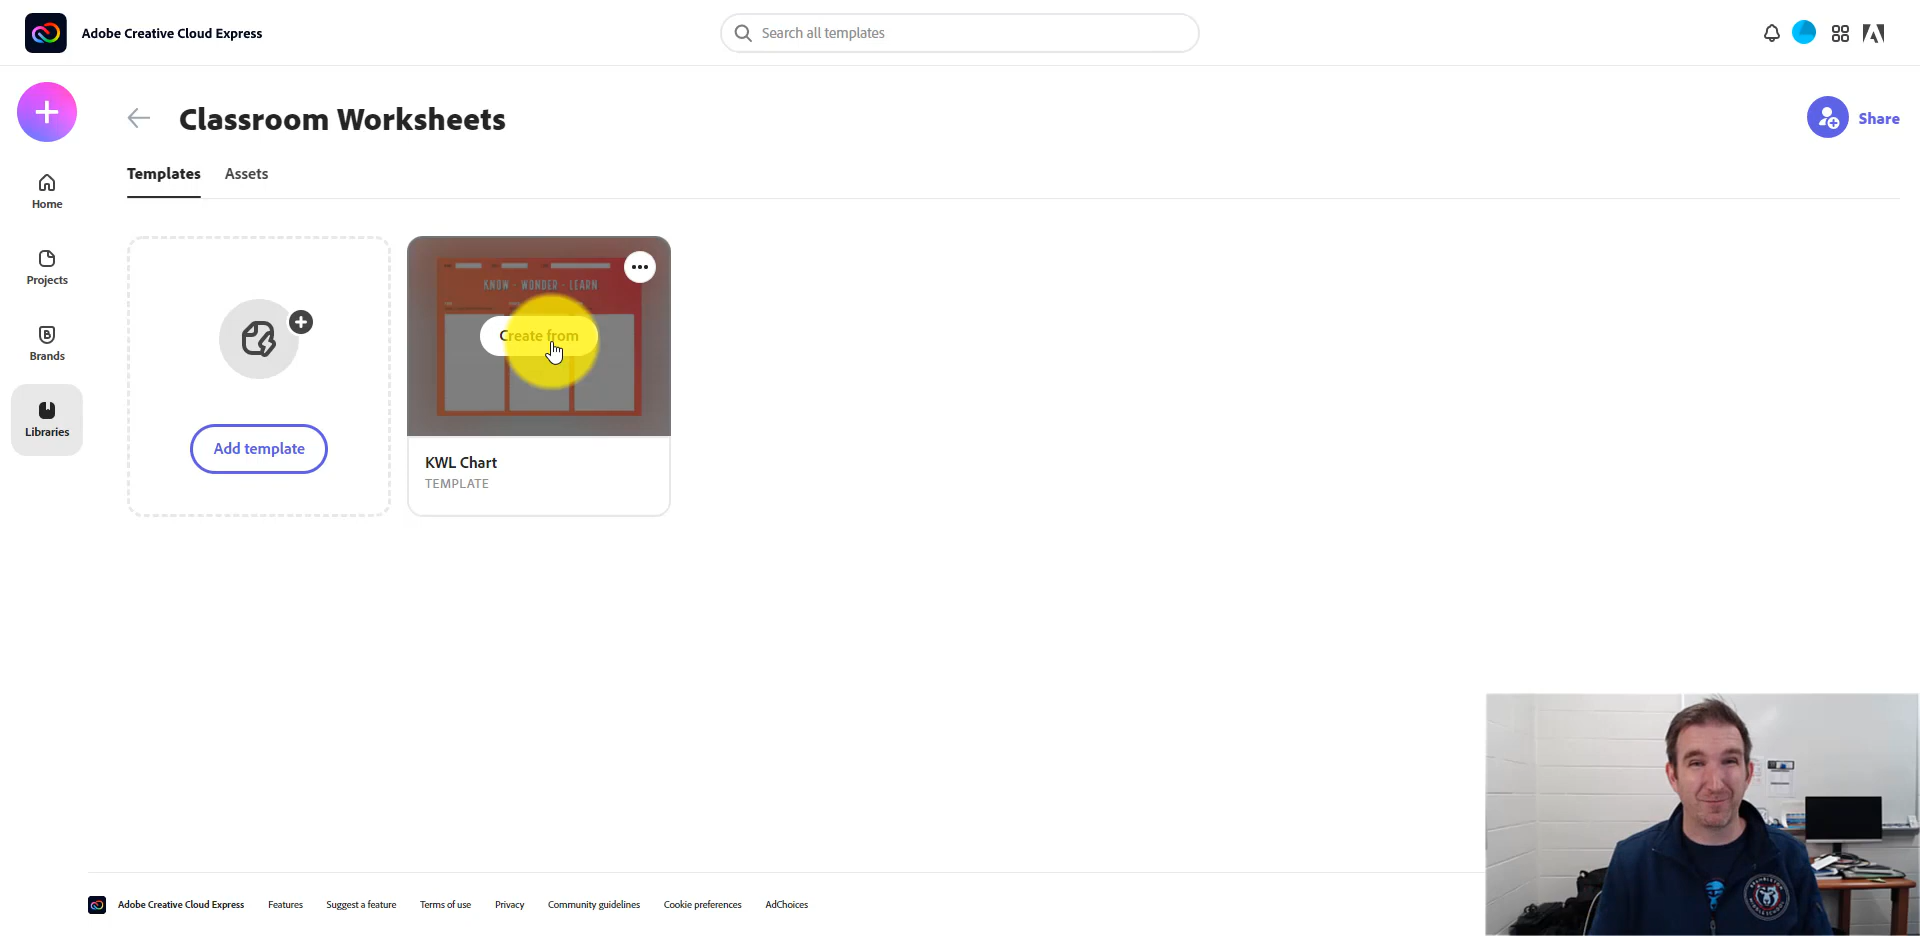 Adobe Creative Cloud Express
Search all templates
Classroom Worksheets
Share
Templates
Assets
Home
Projects
Brands
Libraries
Add template
KNOW - WONDER - LEARN
Create from
KWL Chart
TEMPLATE
Adobe Creative Cloud Express
Features
Suggest a feature
Terms of use
Privacy
Community guidelines
Cookie preferences
AdChoices